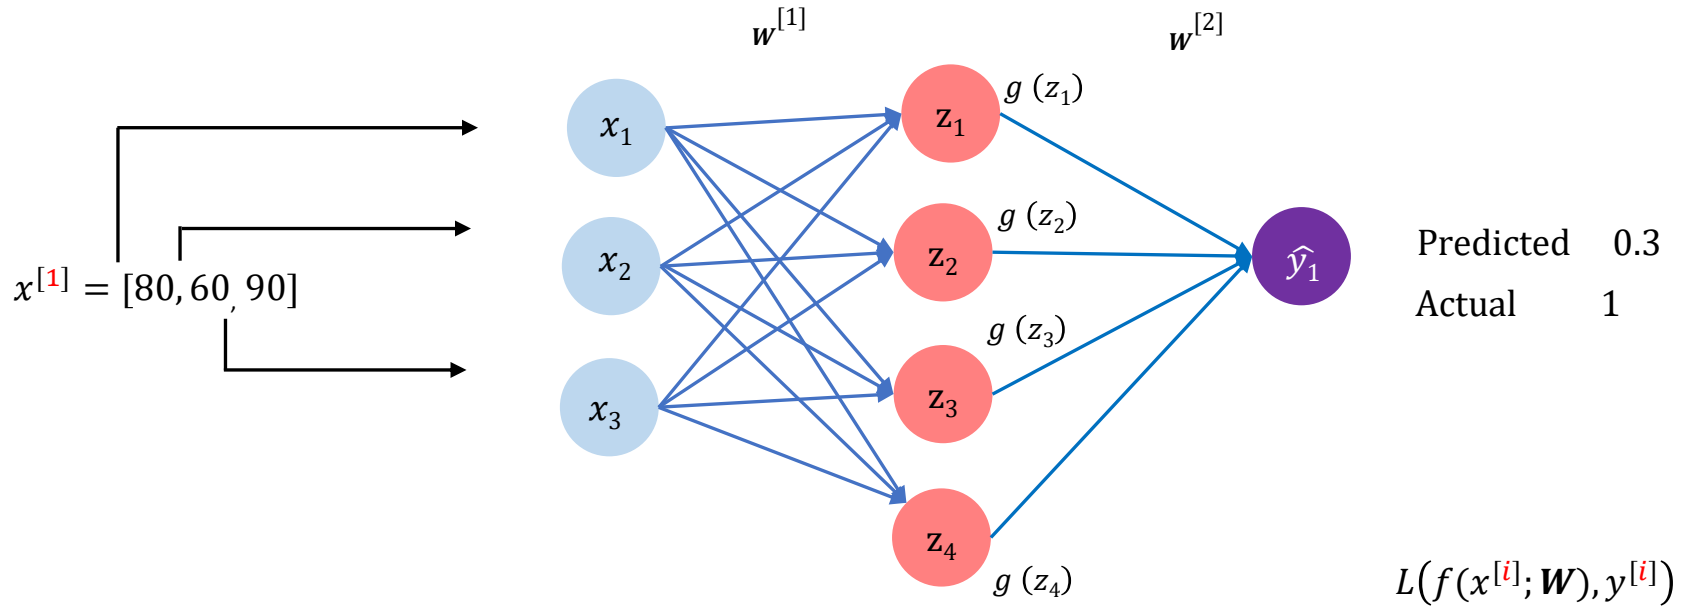 w^[1]
w^[2]
x_1
x_2
x_3
z_1
g (z_1)
z_2
g (z_2)
z_3
g (z_3)
z_4
g (z_4)
ŷ_1
x^[1] = [80, 60, 90]
Predicted 0.3
Actual 1
L(f(x^[i]; W), y^[i])